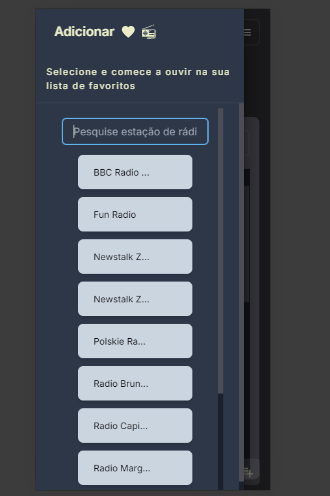 Adicionar
Selecione e comece a ouvir na sua
lista de favoritos
Pesquise estação de rádi
BBC Radio ...
Fun Radio
Newstalk Z...
Newstalk Z...
Polskie Ra...
Radio Brun...
Radio Capi...
Radio Marg...